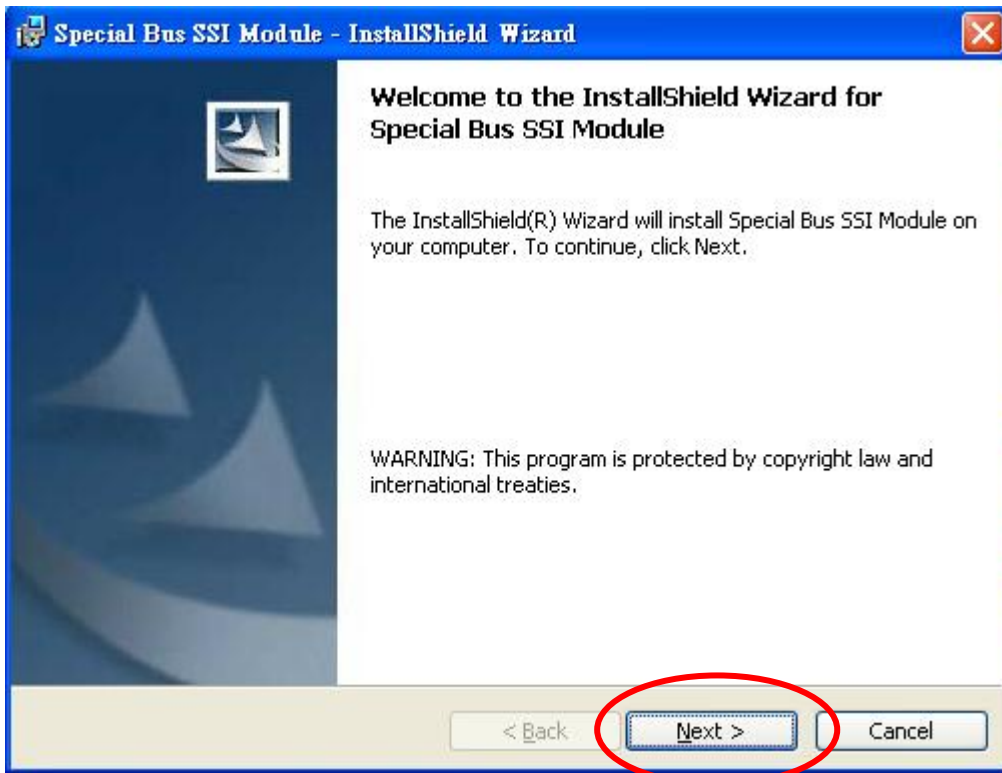 Special Bus SSI Module - InstallShield Wizard
Welcome to the InstallShield Wizard for
Special Bus SSI Module
The InstallShield(R) Wizard will install Special Bus SSI Module on
your computer. To continue, click Next.
WARNING: This program is protected by copyright law and
international treaties.
< Back
Next >
Cancel